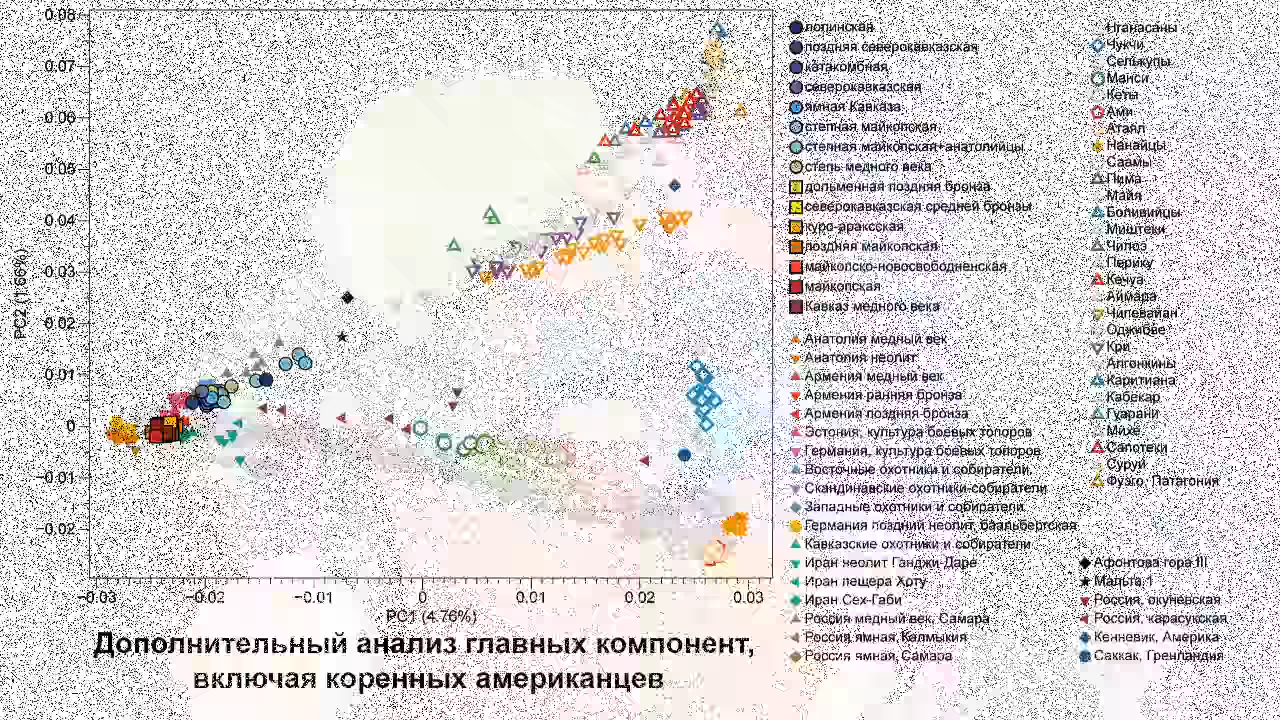 0.08
0.07
0.06
0.05
0.04
0.03
0.02
0.01
0
-0.01
0.02
PC2 (1.66%)
0.03
-0.02
-0.01
0
0.01
0.02
0.03
PC1 (4.76%)
Дополнительный анализ главных компонент,
включая коренных американцев
лолинская
поздняя северокавказская
катакомбная
северокавказская
ямная Кавказа
степная майкопская
степная майкопская-анатолийцы
степь медного века
дольменная поздняя бронза
северокавказская средней бронзы
куро-араксская
поздняя майкопская
майкопско-новосвободненская
майкопская
Кавказ медного века
Анатолия медный век
Анатолия неолит
Армения медный век
Армения ранняя бронза
Армения поздняя бронза
Эстония, культура боевых топоров
Германия, культура боевых топоров
Восточные охотники и собиратели
Скандинавские охотники-собиратели
Западные охотники и собиратели
Германия поздний неолит, баальбергская
Кавказские охотники и собиратели
Иран неолит Ганджи-Даре
Иран пещера Хоту
Иран Сех-Габи
Россия медный век, Самара
Россия ямная, Калмыкия
Россия ямная, Самара
Нганасаны
Чукчи
Селькупы
Манси
Кеты
Ами
Атаял
Нанайцы
Саамы
Пима
Майя
Боливийцы
Миштеки
Чилоэ
Перику
Кечуа
Аймара
Чипевайан
Оджибве
Кри
Алгонкины
Каритиана
Кабекар
Гуарани
Михе
Сапотеки
Суруи
Фуэго, Патагония
Афонтова гора III
Мальта 1
Россия, окуневская
Россия, карасукская
Кенневик, Америка
Саккак, Гренландия